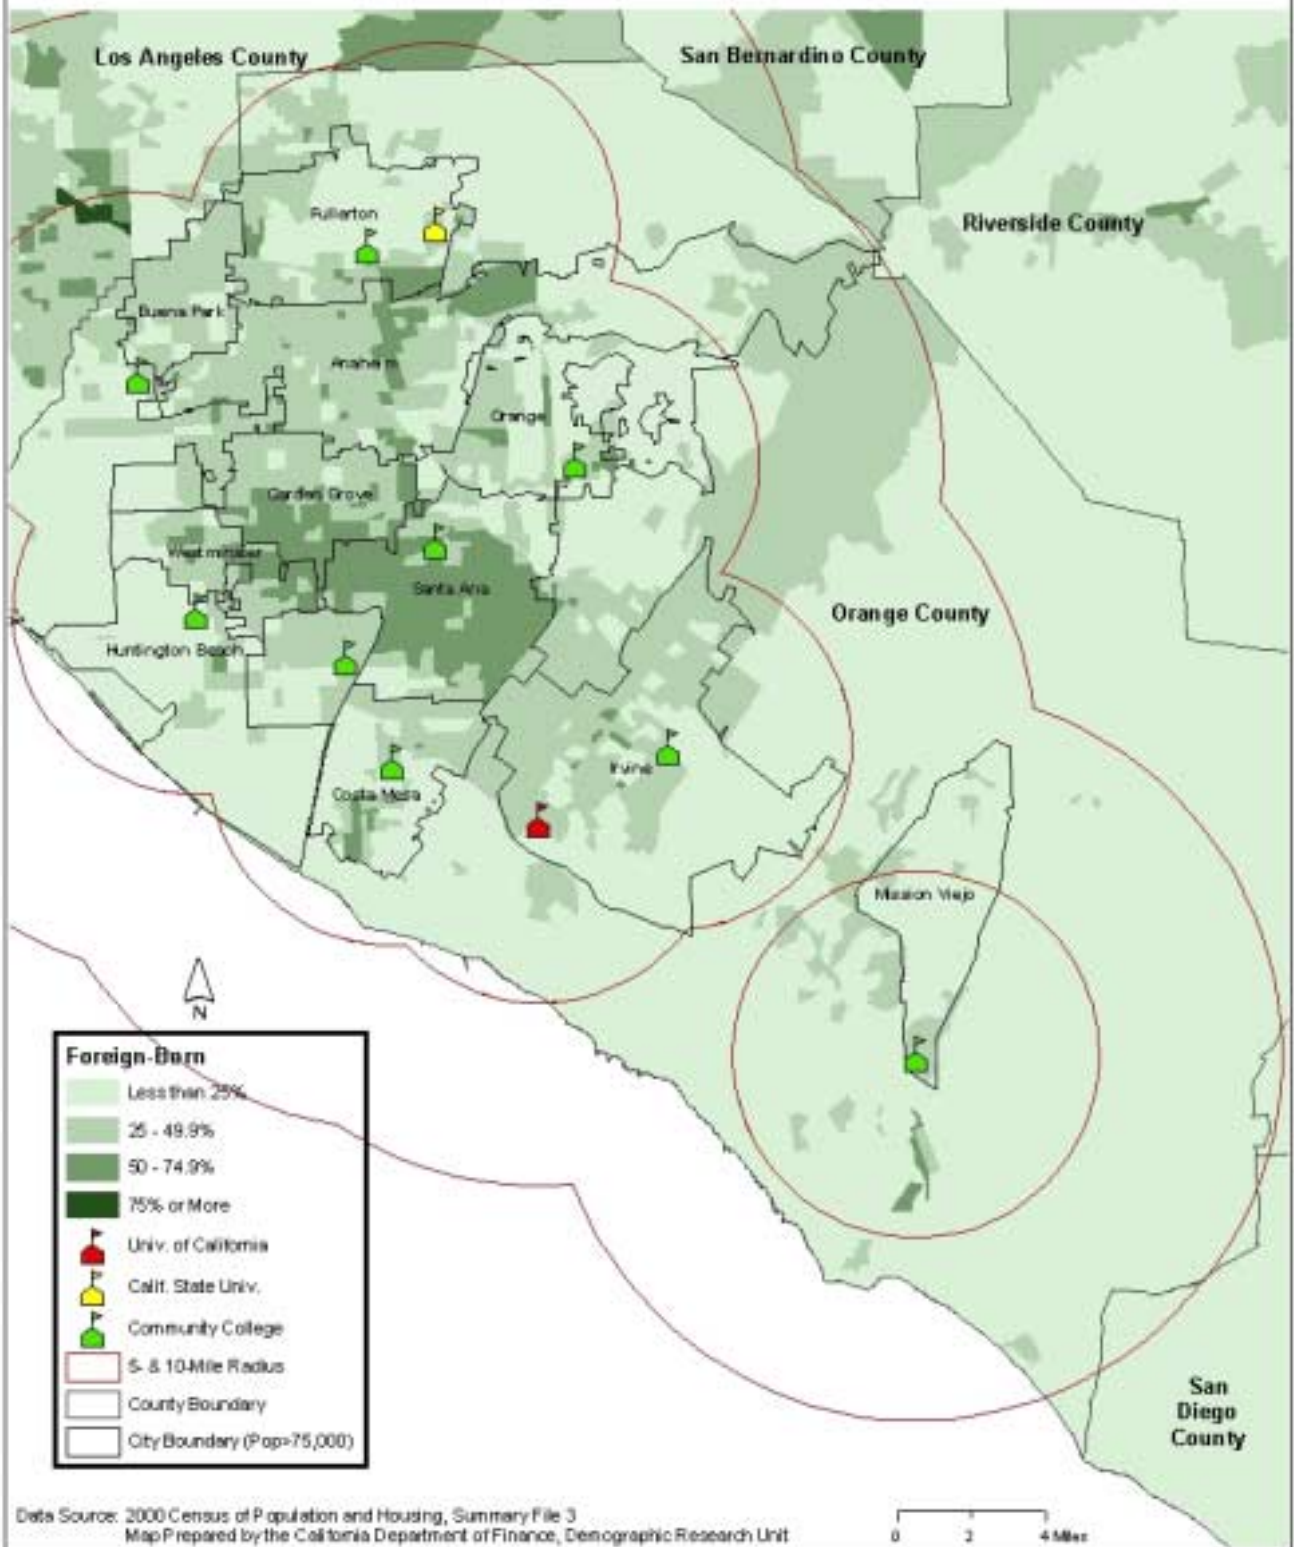 Los Angeles County
San Bernardino County
Fullerton
Riverside County
Buena Park
Anaheim
Orange
Garden Grove
Westminster
Santa Ana
Orange County
Huntington Beach
Irvine
Costa Mesa
Mission Viejo
N
Foreign-Born
Less than 25%
25 - 49.9%
50 - 74.9%
75% or More
Univ. of California
Calif. State Univ.
Community College
5- & 10-Mile Radius
County Boundary
City Boundary (Pop>75,000)
San
Diego
County
Data Source: 2000 Census of Population and Housing, Summary File 3
Map Prepared by the California Department of Finance, Demographic Research Unit
0 2 4 Miles